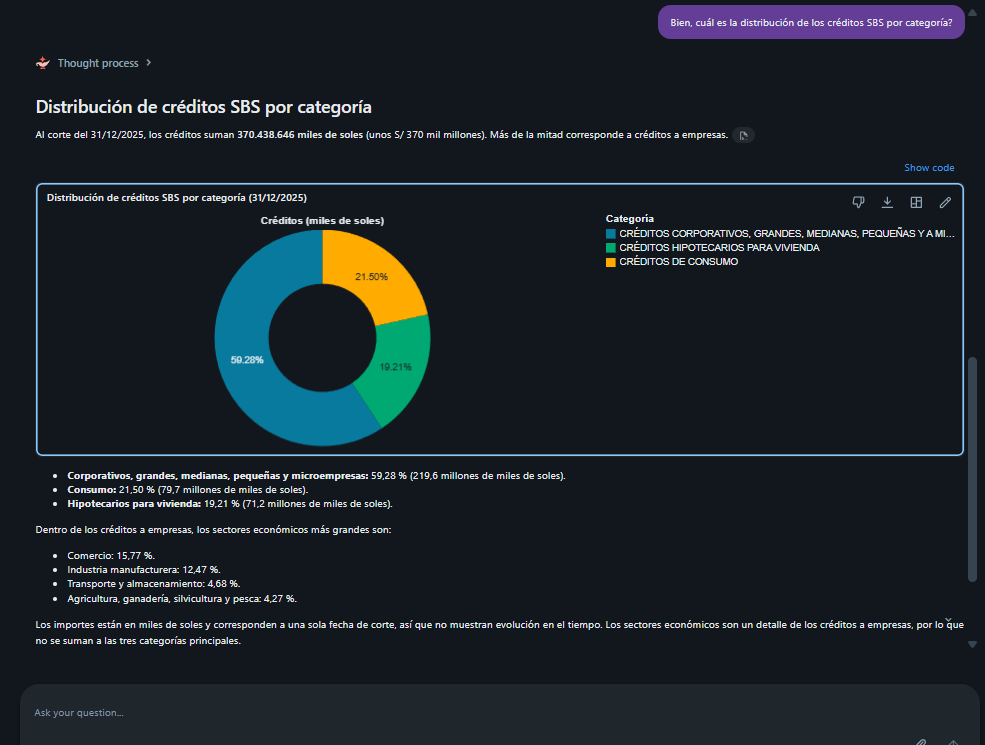 Bien, cuál es la distribución de los créditos SBS por categoría?
Thought process
Distribución de créditos SBS por categoría
Al corte del 31/12/2025, los créditos suman 370.438.646 miles de soles (unos S/ 370 mil millones). Más de la mitad corresponde a créditos a empresas.
Show code
Distribución de créditos SBS por categoría (31/12/2025)
Créditos (miles de soles)
21.50%
59.28%
19.21%
Categoría
CRÉDITOS CORPORATIVOS, GRANDES, MEDIANAS, PEQUEÑAS Y A MI...
CRÉDITOS HIPOTECARIOS PARA VIVIENDA
CRÉDITOS DE CONSUMO
Corporativos, grandes, medianas, pequeñas y microempresas: 59,28 % (219,6 millones de miles de soles).
Consumo: 21,50 % (79,7 millones de miles de soles).
Hipotecarios para vivienda: 19,21 % (71,2 millones de miles de soles).
Dentro de los créditos a empresas, los sectores económicos más grandes son:
Comercio: 15,77 %.
Industria manufacturera: 12,47 %.
Transporte y almacenamiento: 4,68 %.
Agricultura, ganadería, silvicultura y pesca: 4,27 %.
Los importes están en miles de soles y corresponden a una sola fecha de corte, así que no muestran evolución en el tiempo. Los sectores económicos son un detalle de los créditos a empresas, por lo que
no se suman a las tres categorías principales.
Ask your question...